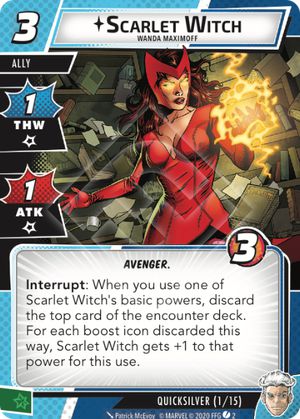 3
Scarlet Witch
Wanda Maximoff
ALLY
1
THW
1
ATK
3
AVENGER.
Interrupt: When you use one of
Scarlet Witch's basic powers, discard
the top card of the encounter deck.
For each boost icon discarded this
way, Scarlet Witch gets +1 to that
power for this use.
QUICKSILVER (1/15)
Patrick McEvoy © MARVEL © 2020 FFG